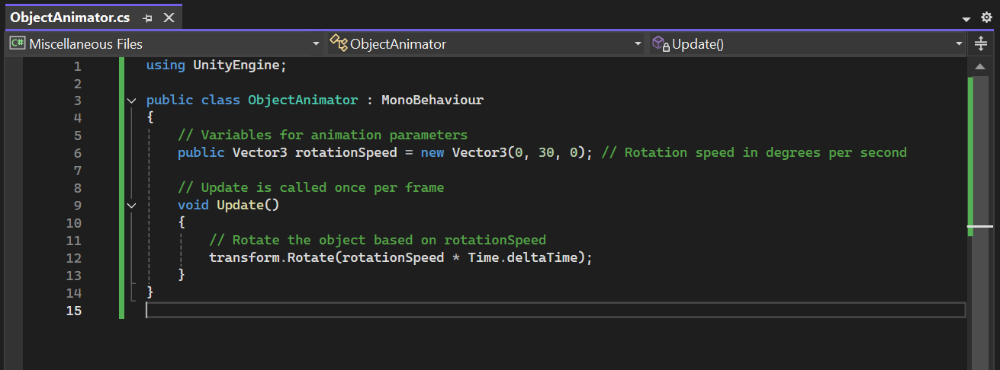 ObjectAnimator.cs
C# Miscellaneous Files ObjectAnimator Update()
1 using UnityEngine;
2
3 public class ObjectAnimator : MonoBehaviour
4 {
5 // Variables for animation parameters
6 public Vector3 rotationSpeed = new Vector3(0, 30, 0); // Rotation speed in degrees per second
7
8 // Update is called once per frame
9 void Update()
10 {
11 // Rotate the object based on rotationSpeed
12 transform.Rotate(rotationSpeed * Time.deltaTime);
13 }
14 }
15